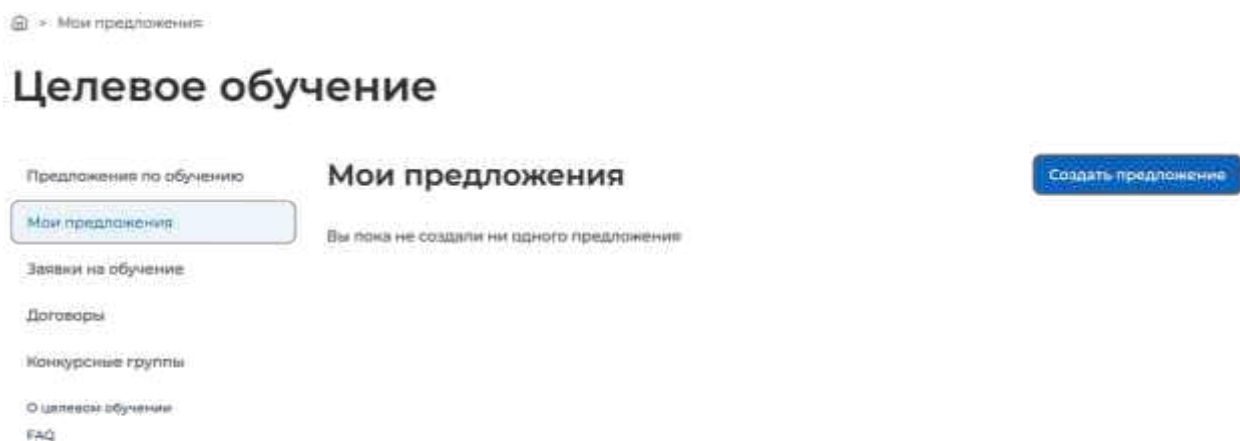 > Мои предложения
Целевое обучение
Предложения по обучению
Мои предложения
Заявки на обучение
Договоры
Конкурсные группы
О целевом обучении
FAQ
Мои предложения
Создать предложение
Вы пока не создали ни одного предложения